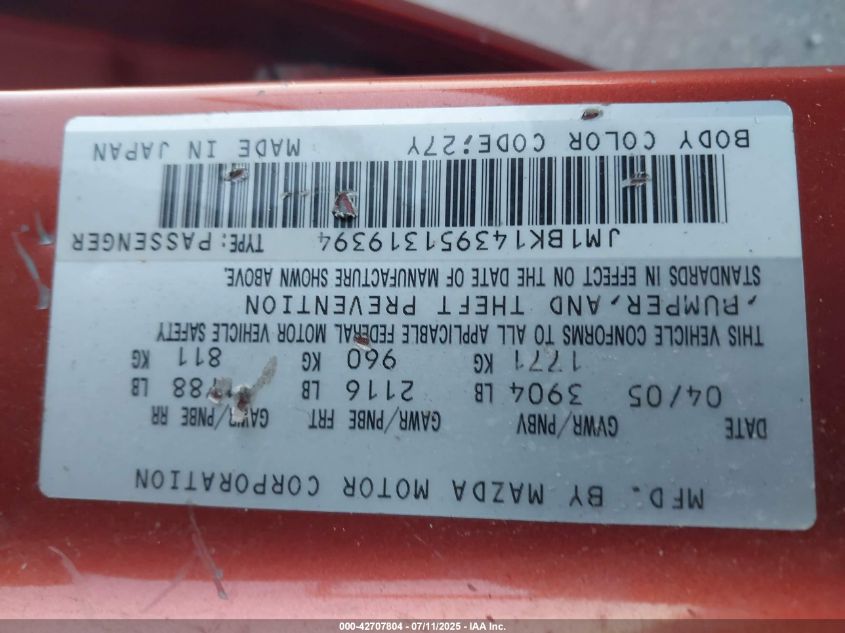 MFD. BY MAZDA MOTOR CORPORATION
DATE GVWR/PNBV GAWR/PNBE FRT GAWR/PNBE RR
04/05 3904 LB 2116 LB 88 LB
1771 KG 960 KG 811 KG
THIS VEHICLE CONFORMS TO ALL APPLICABLE FEDERAL MOTOR VEHICLE SAFETY
,BUMPER,AND THEFT PREVENTION
STANDARDS IN EFFECT ON THE DATE OF MANUFACTURE SHOWN ABOVE.
JM1BK143951319394 TYPE:PASSENGER
BODY COLOR CODE:27Y MADE IN JAPAN
000-42707804 - 07/11/2025 - © IAA, Inc.